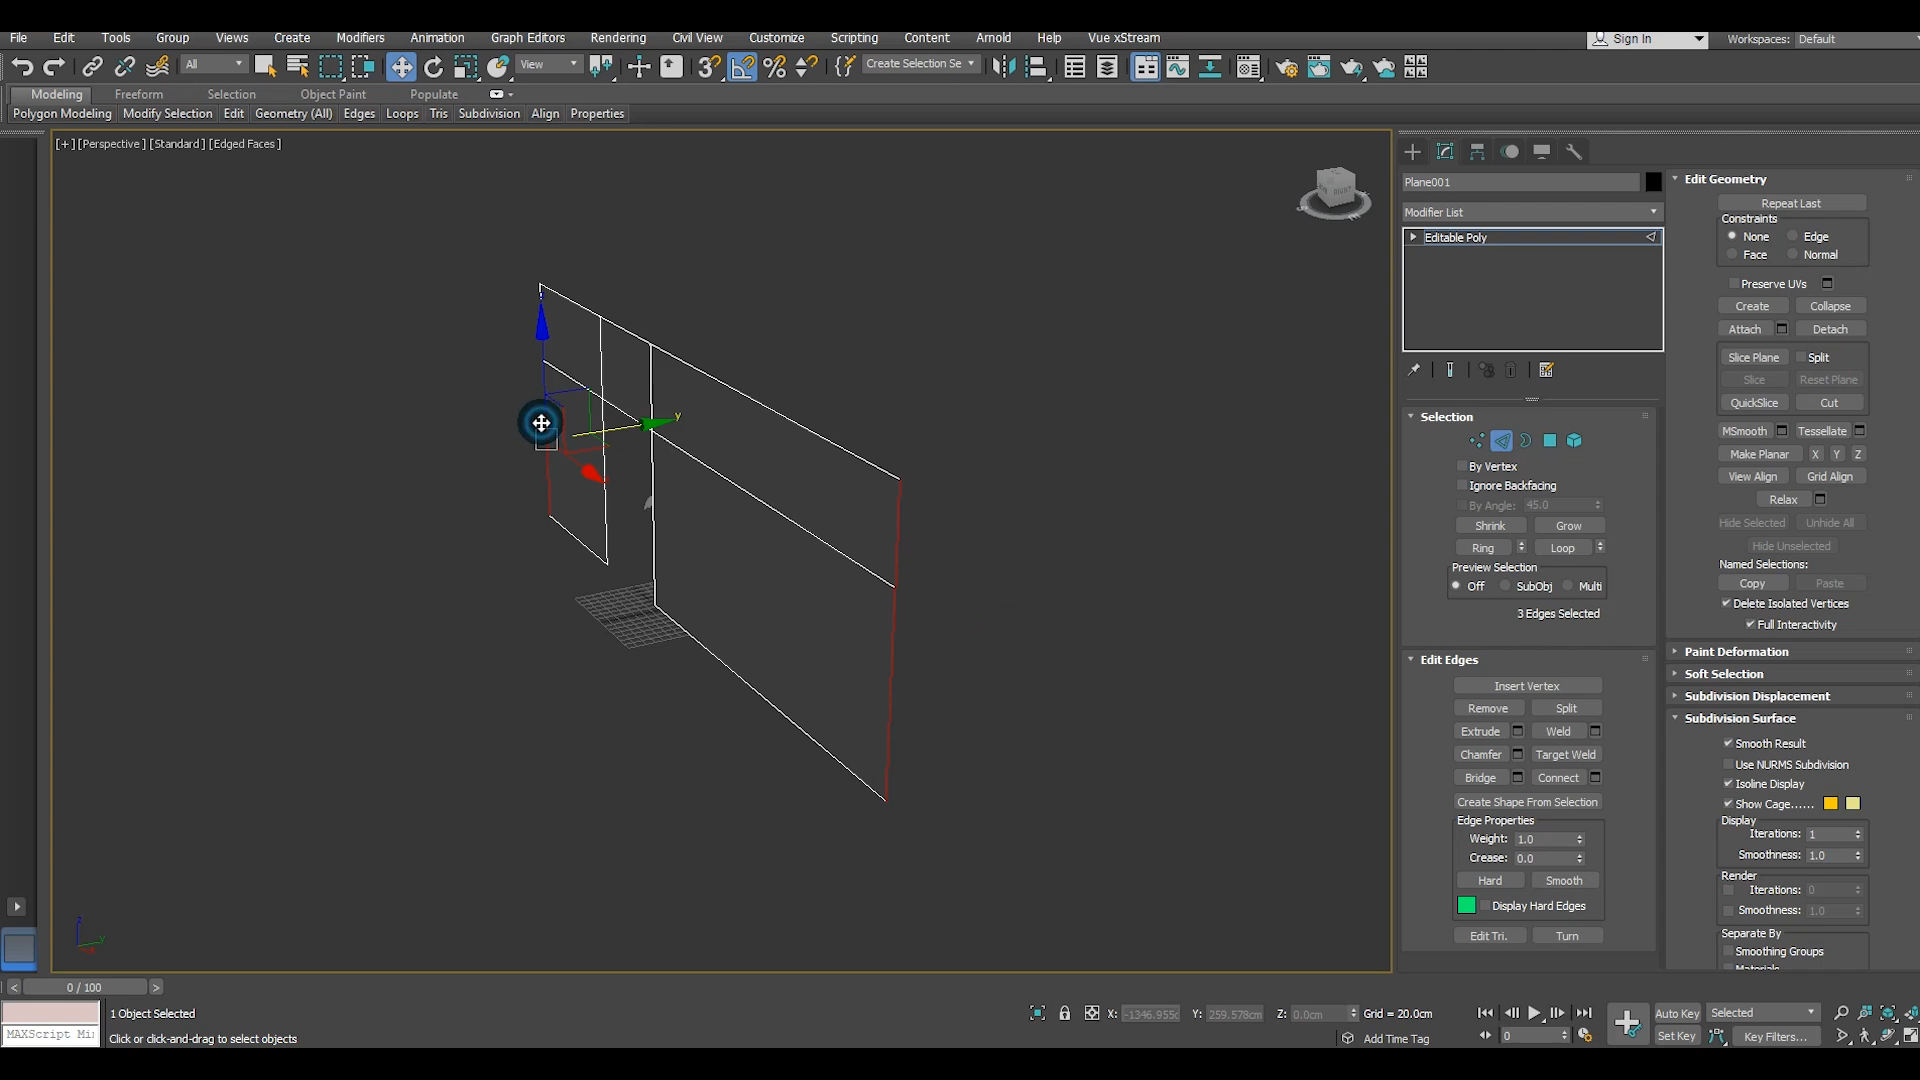 File Edit Tools Group Views Create Modifiers Animation Graph Editors Rendering Civil View Customize Scripting Content Arnold Help Vue xStream
Sign In Workspaces: Default
All View Create Selection Se
Modeling Freeform Selection Object Paint Populate
Polygon Modeling Modify Selection Edit Geometry (All) Edges Loops Tris Subdivision Align Properties
[+] [Perspective] [Standard] [Edged Faces]
RIGHT
y
z
y
Plane001
Modifier List
Editable Poly
Selection
By Vertex
Ignore Backfacing
By Angle: 45.0
Shrink Grow
Ring Loop
Preview Selection
Off SubObj Multi
3 Edges Selected
Edit Edges
Insert Vertex
Remove Split
Extrude Weld
Chamfer Target Weld
Bridge Connect
Create Shape From Selection
Edge Properties
Weight: 1.0
Crease: 0.0
Hard Smooth
Display Hard Edges
Edit Tri. Turn
Edit Geometry
Repeat Last
Constraints
None Edge
Face Normal
Preserve UVs
Create Collapse
Attach Detach
Slice Plane Split
Slice Reset Plane
QuickSlice Cut
MSmooth Tessellate
Make Planar X Y Z
View Align Grid Align
Relax
Hide Selected Unhide All
Hide Unselected
Named Selections:
Copy Paste
Delete Isolated Vertices
Full Interactivity
Paint Deformation
Soft Selection
Subdivision Displacement
Subdivision Surface
Smooth Result
Use NURMS Subdivision
Isoline Display
Show Cage......
Display
Iterations: 1
Smoothness: 1.0
Render
Iterations: 0
Smoothness: 1.0
Separate By
Smoothing Groups
Materials
< 0 / 100 >
1 Object Selected
MAXScript Mi
Click or click-and-drag to select objects
X: -1346.955c Y: 259.578cm Z: 0.0cm Grid = 20.0cm
Add Time Tag
0
Auto Key Selected
Set Key Key Filters...